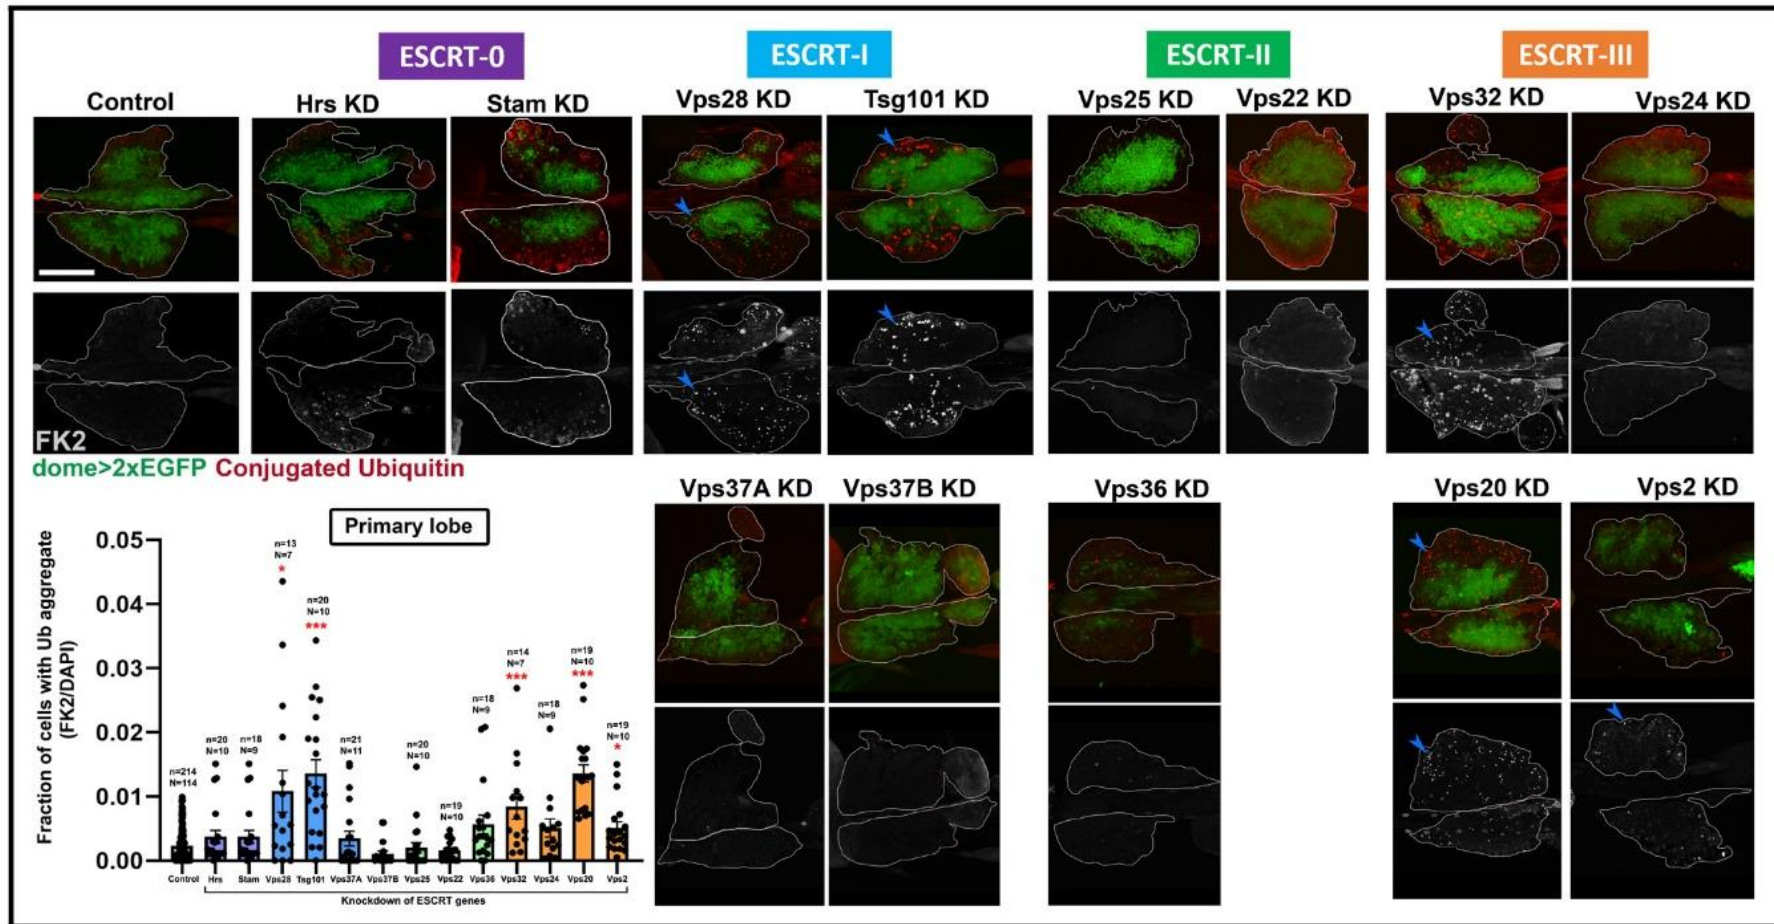 ESCRT-0
ESCRT-I
ESCRT-II
ESCRT-III
Control
Hrs KD
Stam KD
Vps28 KD
Tsg101 KD
Vps25 KD
Vps22 KD
Vps32 KD
Vps24 KD
FK2
dome>2xEGFP Conjugated Ubiquitin
Vps37A KD
Vps37B KD
Vps36 KD
Vps20 KD
Vps2 KD
Primary lobe
Fraction of cells with Ub aggregate
(FK2/DAPI)
0.05
0.04
0.03
0.02
0.01
0.00
n=214
N=114
n=20
N=10
n=18
N=9
n=13
N=7
*
n=20
N=10
***
n=21
N=11
n=20
N=10
n=19
N=10
n=18
N=9
n=14
N=7
***
n=18
N=9
n=19
N=10
***
n=19
N=10
*
Control
Hrs
Stam
Vps28
Tsg101
Vps37A
Vps37B
Vps25
Vps22
Vps36
Vps32
Vps24
Vps20
Vps2
Knockdown of ESCRT genes